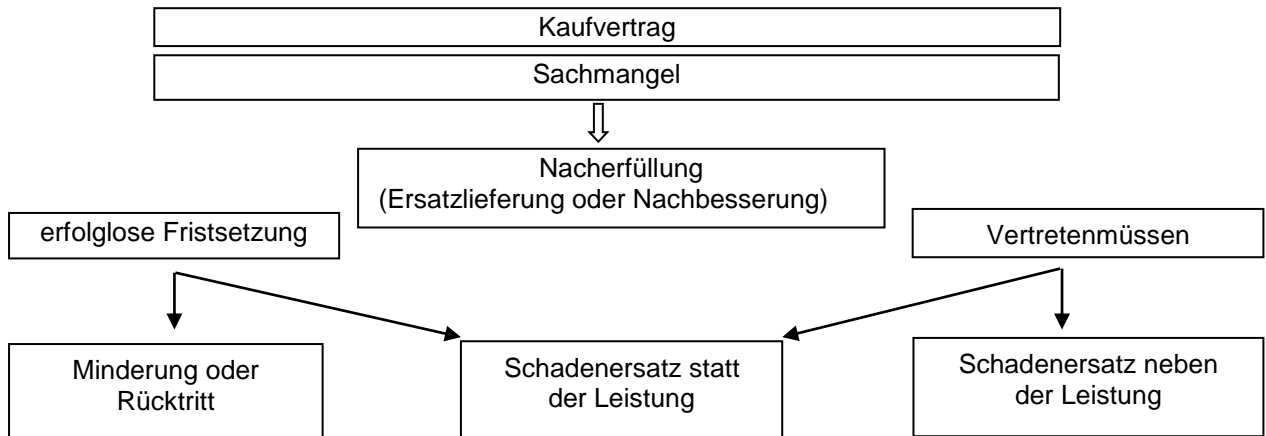 Kaufvertrag
Sachmangel
Nacherfüllung
(Ersatzlieferung oder Nachbesserung)
erfolglose Fristsetzung
Vertretenmüssen
Minderung oder
Rücktritt
Schadenersatz statt
der Leistung
Schadenersatz neben
der Leistung